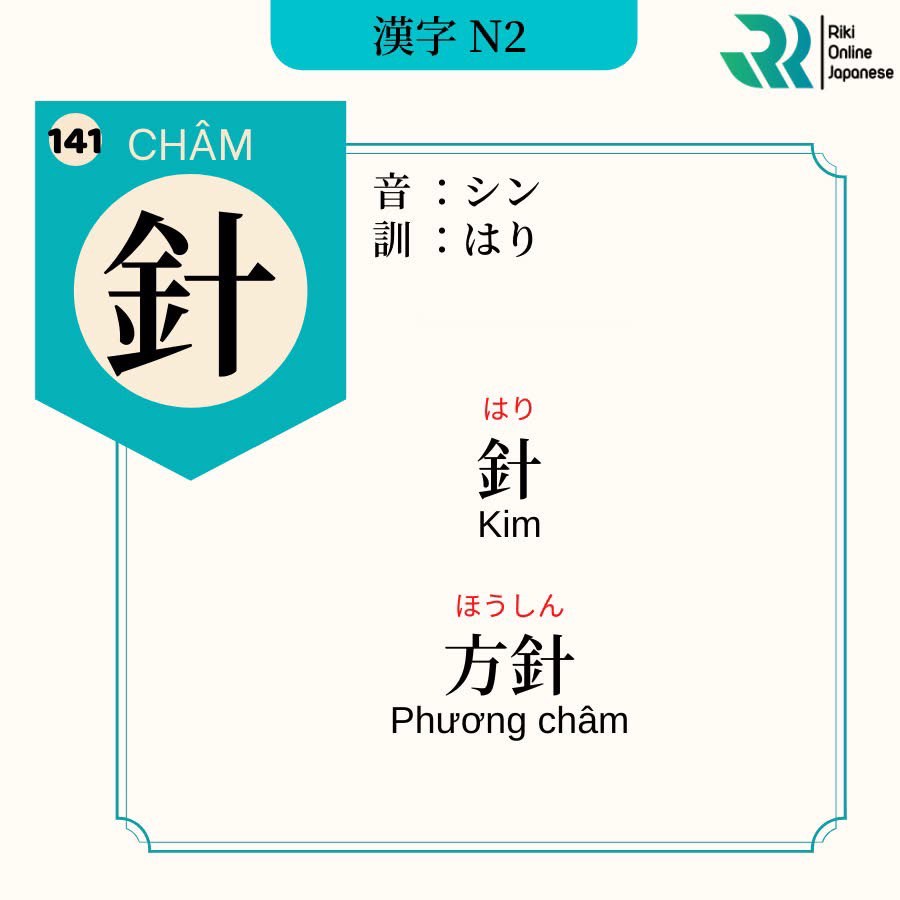 漢字 N2
Riki
Online
Japanese
141 CHÂM
針
音 ：シン
訓 ：はり
はり
針
Kim
ほうしん
方針
Phương châm